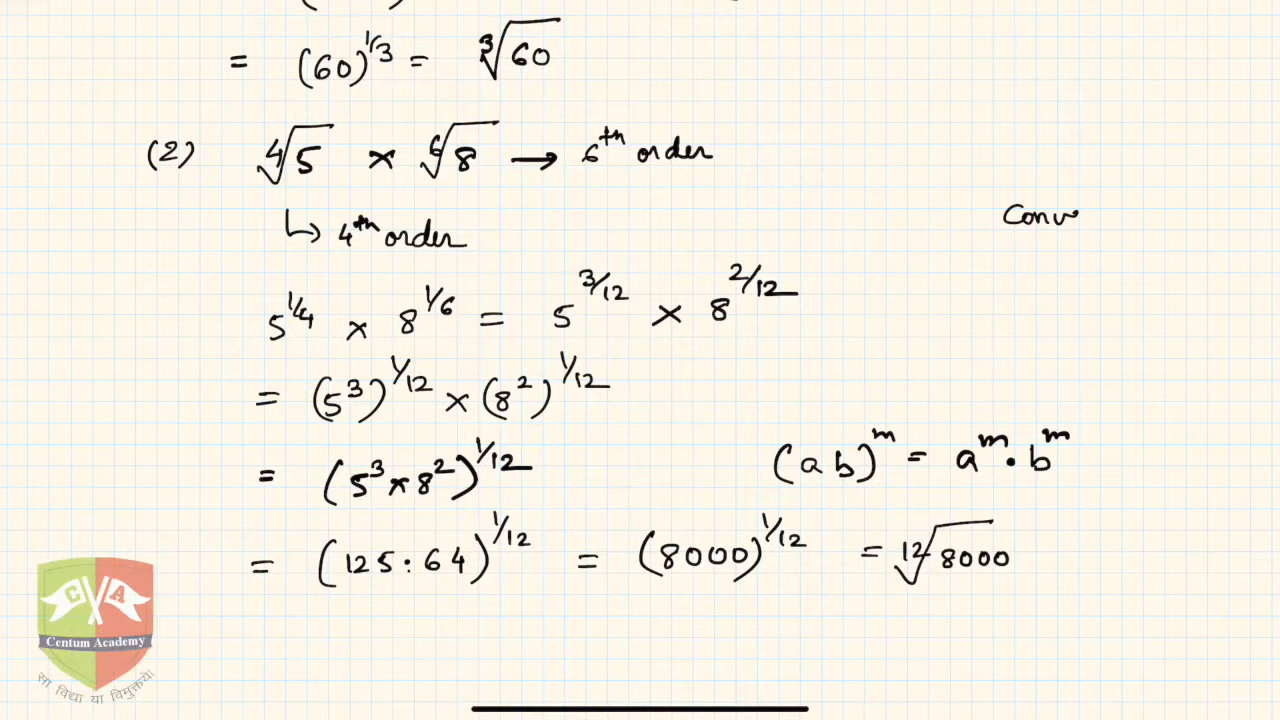 = (60)^1/3 = ∛60
(2) ∜5 × ⁶√8 → 6th order
↳ 4th order
Conv
5^1/4 × 8^1/6 = 5^3/12 × 8^2/12
= (5³)^1/12 × (8²)^1/12
= (5³×8²)^1/12
(ab)^m = a^m · b^m
= (125·64)^1/12 = (8000)^1/12 = ¹²√8000
C A
Centum Academy
सा विद्या या विमुक्तये